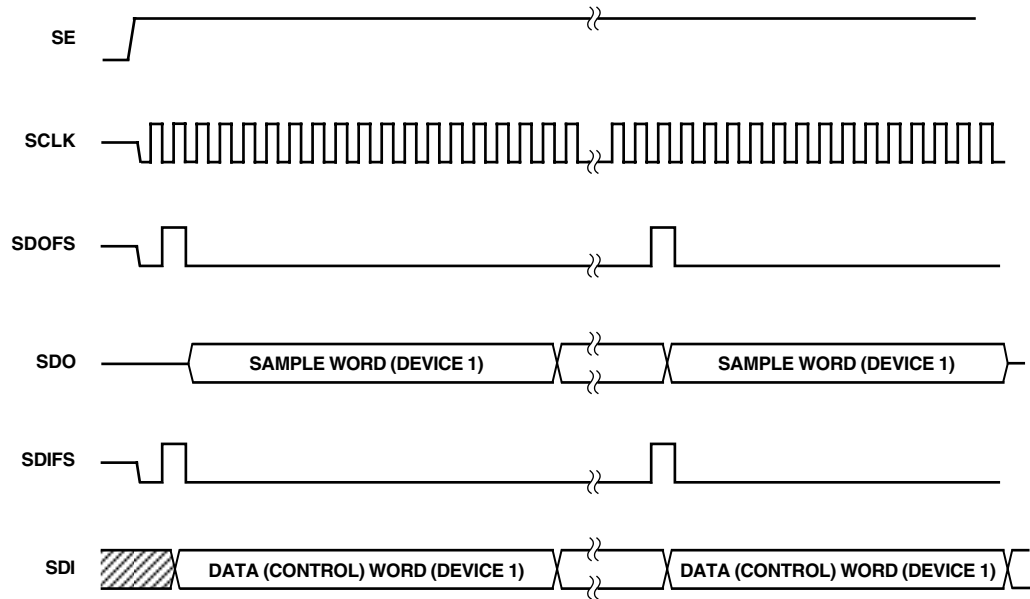 SE
SCLK
SDOFS
SDO
SAMPLE WORD (DEVICE 1)
SAMPLE WORD (DEVICE 1)
SDIFS
SDI
DATA (CONTROL) WORD (DEVICE 1)
DATA (CONTROL) WORD (DEVICE 1)